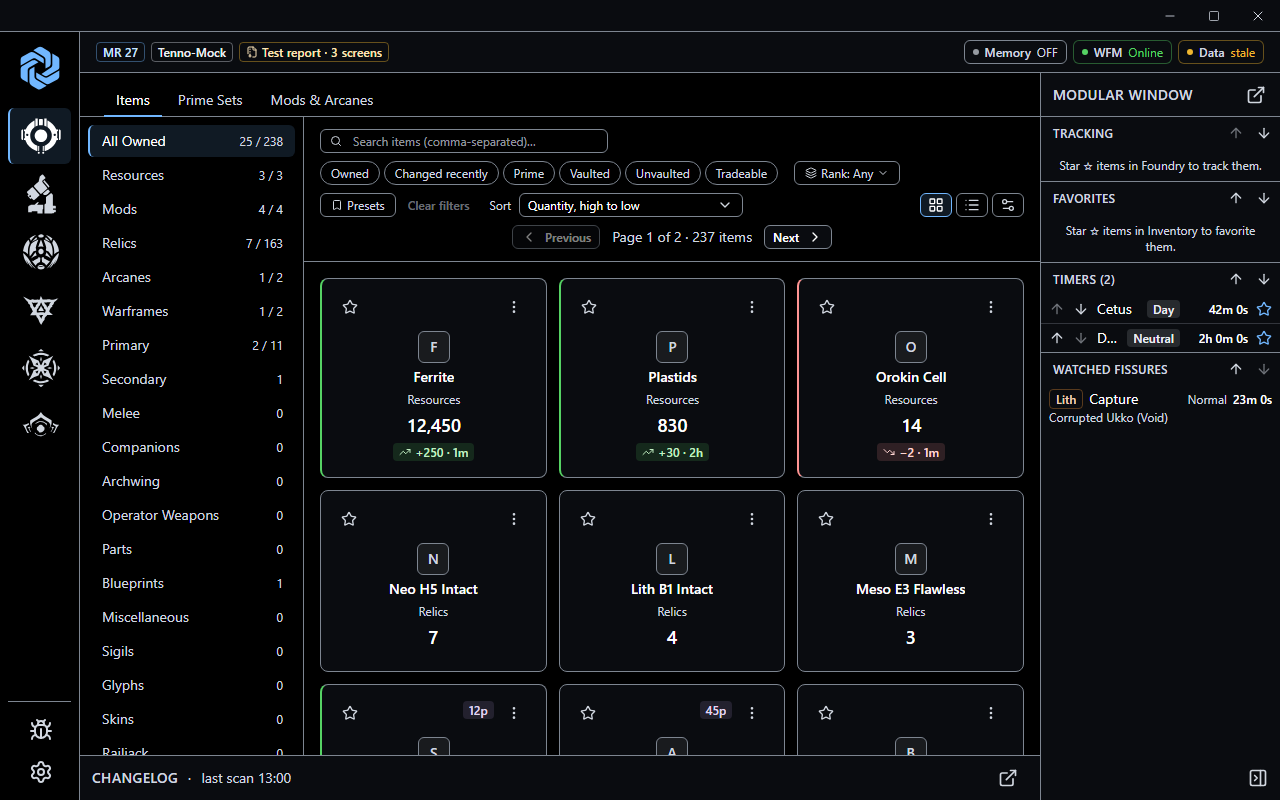 MR 27
Tenno-Mock
Test report · 3 screens
Memory OFF
WFM Online
Data stale
Items
Prime Sets
Mods & Arcanes
All Owned 25 / 238
Resources 3 / 3
Mods 4 / 4
Relics 7 / 163
Arcanes 1 / 2
Warframes 1 / 2
Primary 2 / 11
Secondary 1
Melee 0
Companions 0
Archwing 0
Operator Weapons 0
Parts 0
Blueprints 1
Miscellaneous 0
Sigils 0
Glyphs 0
Skins 0
Railjack 0
Search items (comma-separated)...
Owned
Changed recently
Prime
Vaulted
Unvaulted
Tradeable
Rank: Any
Presets
Clear filters
Sort
Quantity, high to low
Previous
Page 1 of 2 · 237 items
Next
F
Ferrite
Resources
12,450
+250 · 1m
P
Plastids
Resources
830
+30 · 2h
O
Orokin Cell
Resources
14
−2 · 1m
N
Neo H5 Intact
Relics
7
L
Lith B1 Intact
Relics
4
M
Meso E3 Flawless
Relics
3
12p
S
45p
A
B
MODULAR WINDOW
TRACKING
Star ☆ items in Foundry to track them.
FAVORITES
Star ☆ items in Inventory to favorite
them.
TIMERS (2)
Cetus Day 42m 0s
D... Neutral 2h 0m 0s
WATCHED FISSURES
Lith Capture Normal 23m 0s
Corrupted Ukko (Void)
CHANGELOG · last scan 13:00